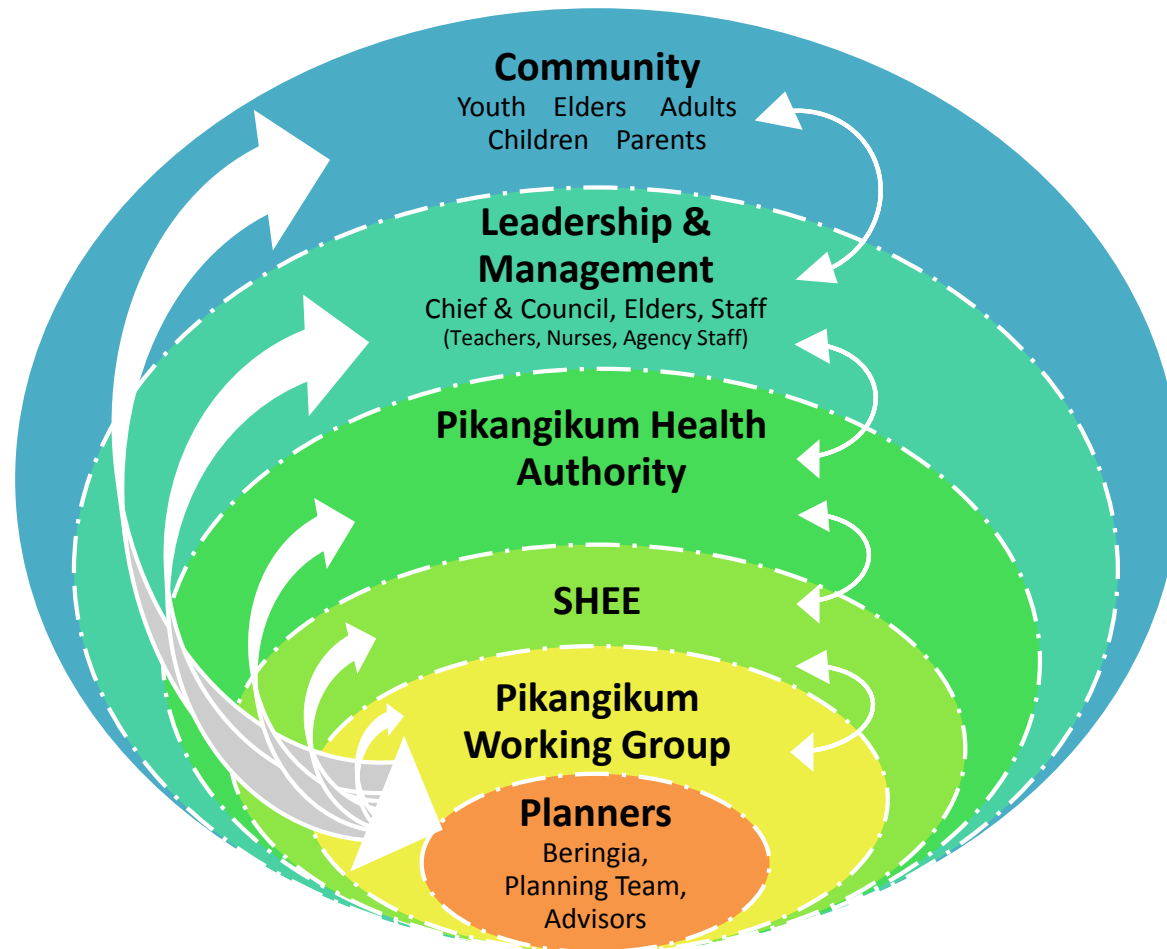 Community
Youth Elders Adults
Children Parents
Leadership &
Management
Chief & Council, Elders, Staff
(Teachers, Nurses, Agency Staff)
Pikangikum Health
Authority
SHEE
Pikangikum
Working Group
Planners
Beringia,
Planning Team,
Advisors